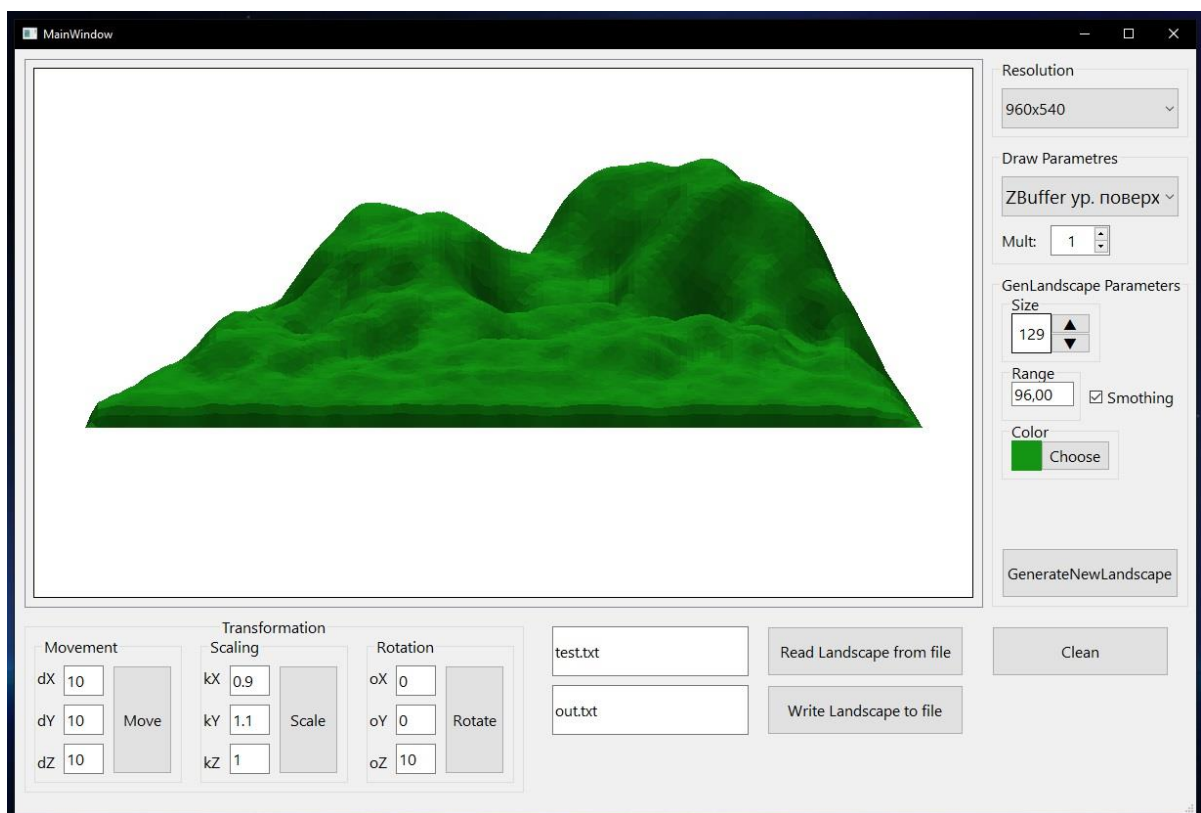 MainWindow
Resolution
960x540
Draw Parametres
ZBuffer ур. поверх
Mult: 1
GenLandscape Parameters
Size
129
Range
96,00
Smothing
Color
Choose
GenerateNewLandscape
Transformation
Movement
dX 10
dY 10
dZ 10
Move
Scaling
kX 0.9
kY 1.1
kZ 1
Scale
Rotation
oX 0
oY 0
oZ 10
Rotate
test.txt
Read Landscape from file
out.txt
Write Landscape to file
Clean